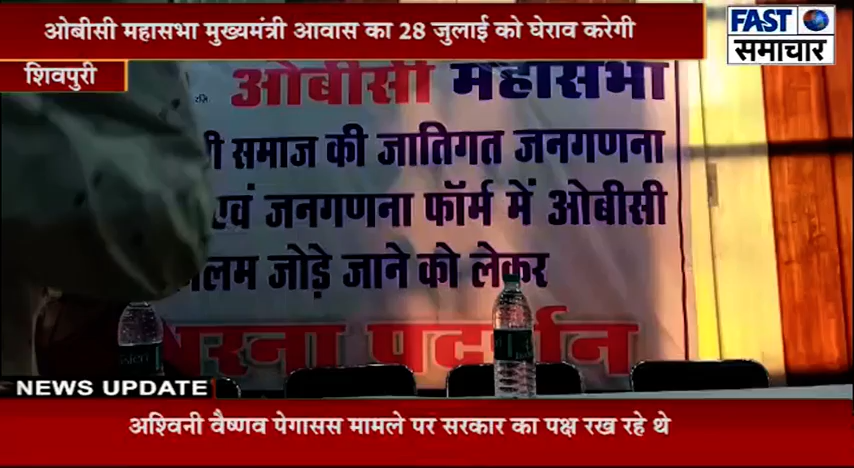 ओबीसी महासभा मुख्यमंत्री आवास का 28 जुलाई को घेराव करेगी
FAST
समाचार
शिवपुरी
ओबीसी महासभा
समाज की जातिगत जनगणना
एवं जनगणना फॉर्म में ओबीसी
जोड़े जाने को लेकर
NEWS UPDATE
अश्विनी वैष्णव पेगासस मामले पर सरकार का पक्ष रख रहे थे